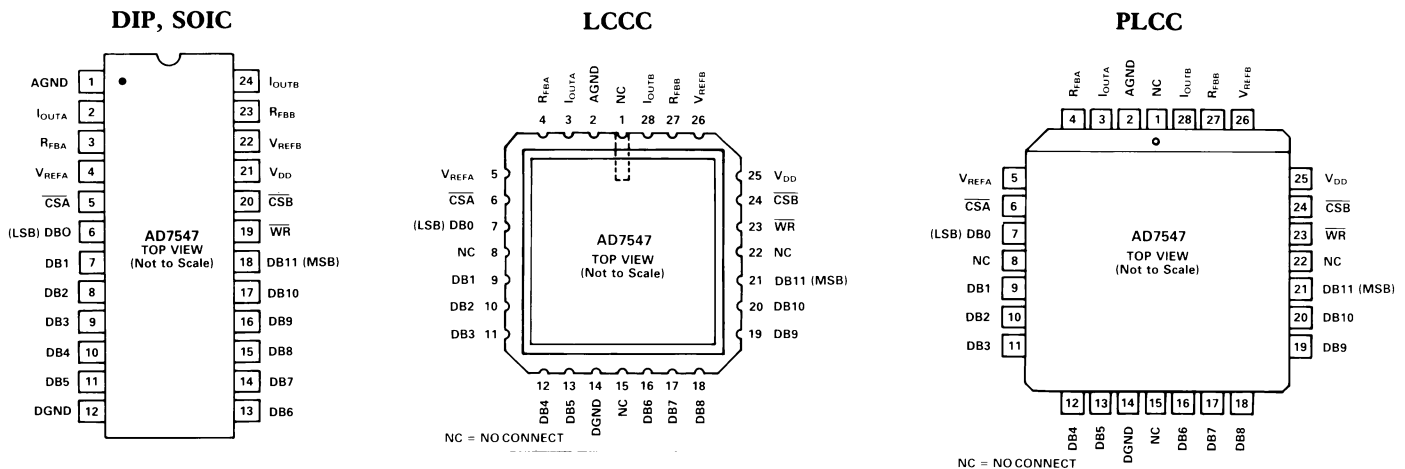 DIP, SOIC
AGND 1
I_OUTA 2
R_FBA 3
V_REFA 4
CSA 5
(LSB) DBO 6
DB1 7
DB2 8
DB3 9
DB4 10
DB5 11
DGND 12
24 I_OUTB
23 R_FBB
22 V_REFB
21 V_DD
20 CSB
19 WR
18 DB11 (MSB)
17 DB10
16 DB9
15 DB8
14 DB7
13 DB6
AD7547
TOP VIEW
(Not to Scale)
LCCC
R_FBA I_OUTA AGND NC I_OUTB R_FBB V_REFB
4 3 2 1 28 27 26
V_REFA 5
CSA 6
(LSB) DB0 7
NC 8
DB1 9
DB2 10
DB3 11
25 V_DD
24 CSB
23 WR
22 NC
21 DB11 (MSB)
20 DB10
19 DB9
AD7547
TOP VIEW
(Not to Scale)
12 13 14 15 16 17 18
DB4 DB5 DGND NC DB6 DB7 DB8
NC = NO CONNECT
PLCC
R_FBA I_OUTA AGND NC I_OUTB R_FBB V_REFB
4 3 2 1 28 27 26
V_REFA 5
CSA 6
(LSB) DB0 7
NC 8
DB1 9
DB2 10
DB3 11
25 V_DD
24 CSB
23 WR
22 NC
21 DB11 (MSB)
20 DB10
19 DB9
AD7547
TOP VIEW
(Not to Scale)
12 13 14 15 16 17 18
DB4 DB5 DGND NC DB6 DB7 DB8
NC = NO CONNECT